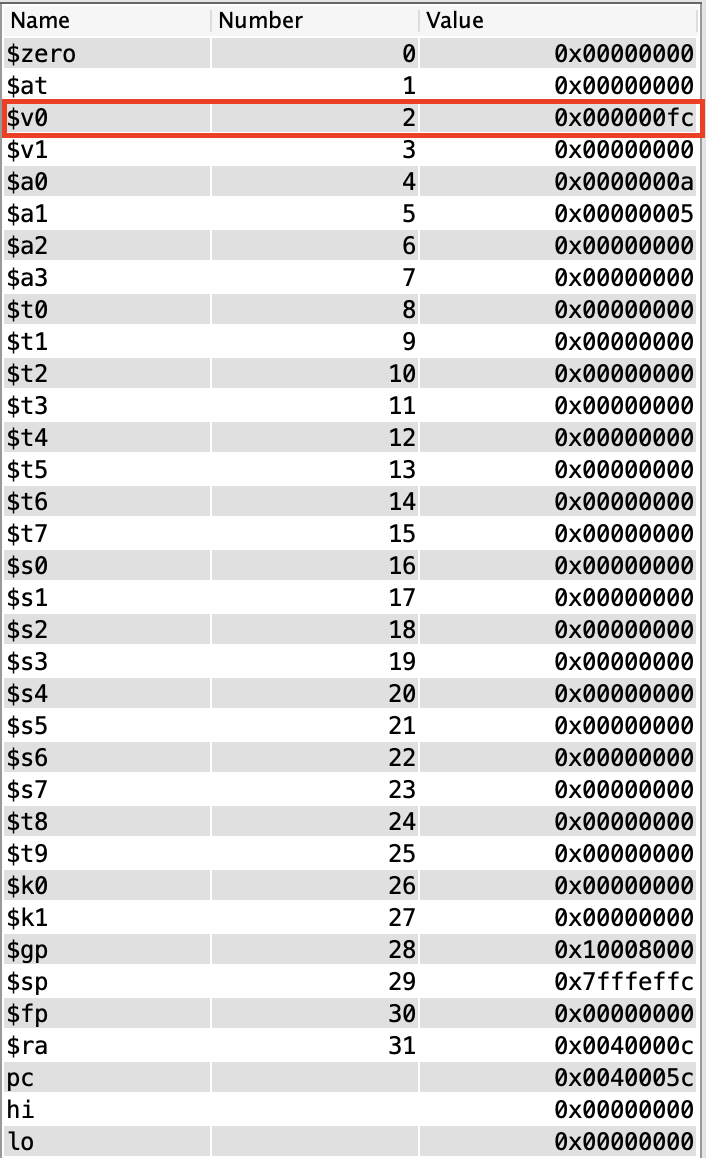 Name Number Value
$zero 0 0x00000000
$at 1 0x00000000
$v0 2 0x000000fc
$v1 3 0x00000000
$a0 4 0x0000000a
$a1 5 0x00000005
$a2 6 0x00000000
$a3 7 0x00000000
$t0 8 0x00000000
$t1 9 0x00000000
$t2 10 0x00000000
$t3 11 0x00000000
$t4 12 0x00000000
$t5 13 0x00000000
$t6 14 0x00000000
$t7 15 0x00000000
$s0 16 0x00000000
$s1 17 0x00000000
$s2 18 0x00000000
$s3 19 0x00000000
$s4 20 0x00000000
$s5 21 0x00000000
$s6 22 0x00000000
$s7 23 0x00000000
$t8 24 0x00000000
$t9 25 0x00000000
$k0 26 0x00000000
$k1 27 0x00000000
$gp 28 0x10008000
$sp 29 0x7fffeffc
$fp 30 0x00000000
$ra 31 0x0040000c
pc 0x0040005c
hi 0x00000000
lo 0x00000000